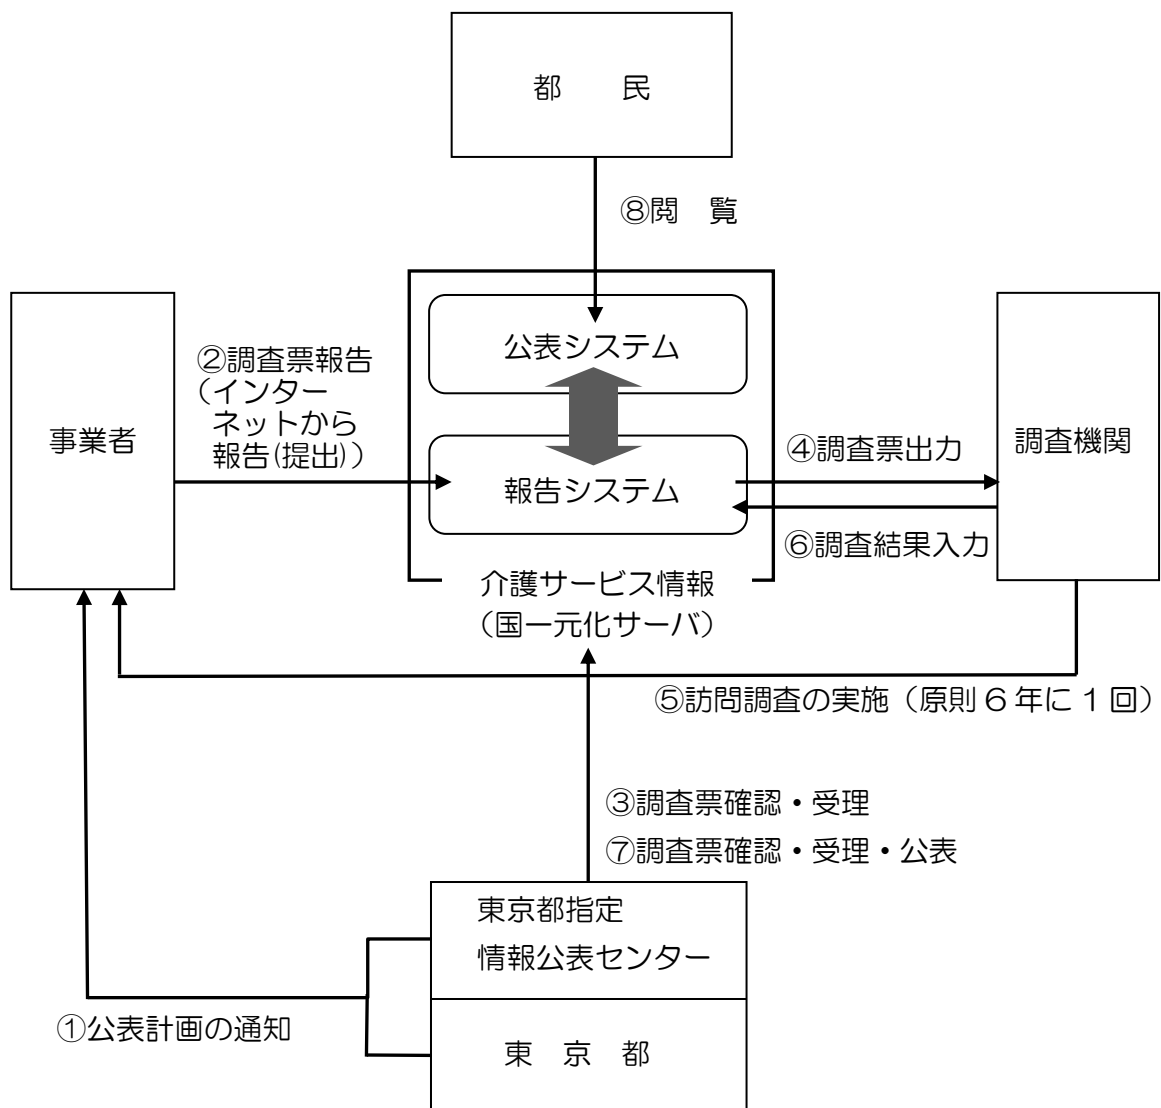 都　　民
⑧閲　覧
公表システム
②調査票報告
（インター
ネットから
報告(提出)）
事業者
報告システム
④調査票出力
調査機関
⑥調査結果入力
介護サービス情報
（国一元化サーバ）
⑤訪問調査の実施（原則６年に１回）
③調査票確認・受理
⑦調査票確認・受理・公表
東京都指定
情報公表センター
①公表計画の通知
東　京　都